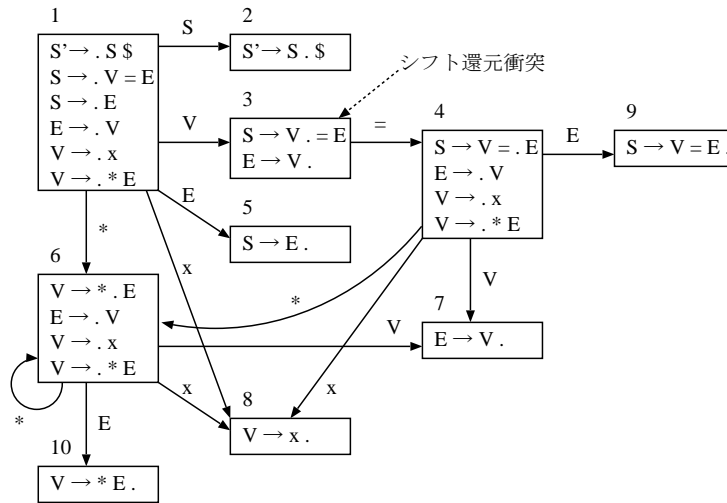 1
S'→ . S $
S → . V = E
S → . E
E → . V
V → . x
V → . * E
S
2
S'→ S . $
シフト還元衝突
V
3
S → V . = E
E → V .
=
4
S → V = . E
E → . V
V → . x
V → . * E
E
9
S → V = E .
E
5
S → E .
*
x
6
V → * . E
E → . V
V → . x
V → . * E
*
V
V
7
E → V .
*
E
x
x
8
V → x .
10
V → * E .